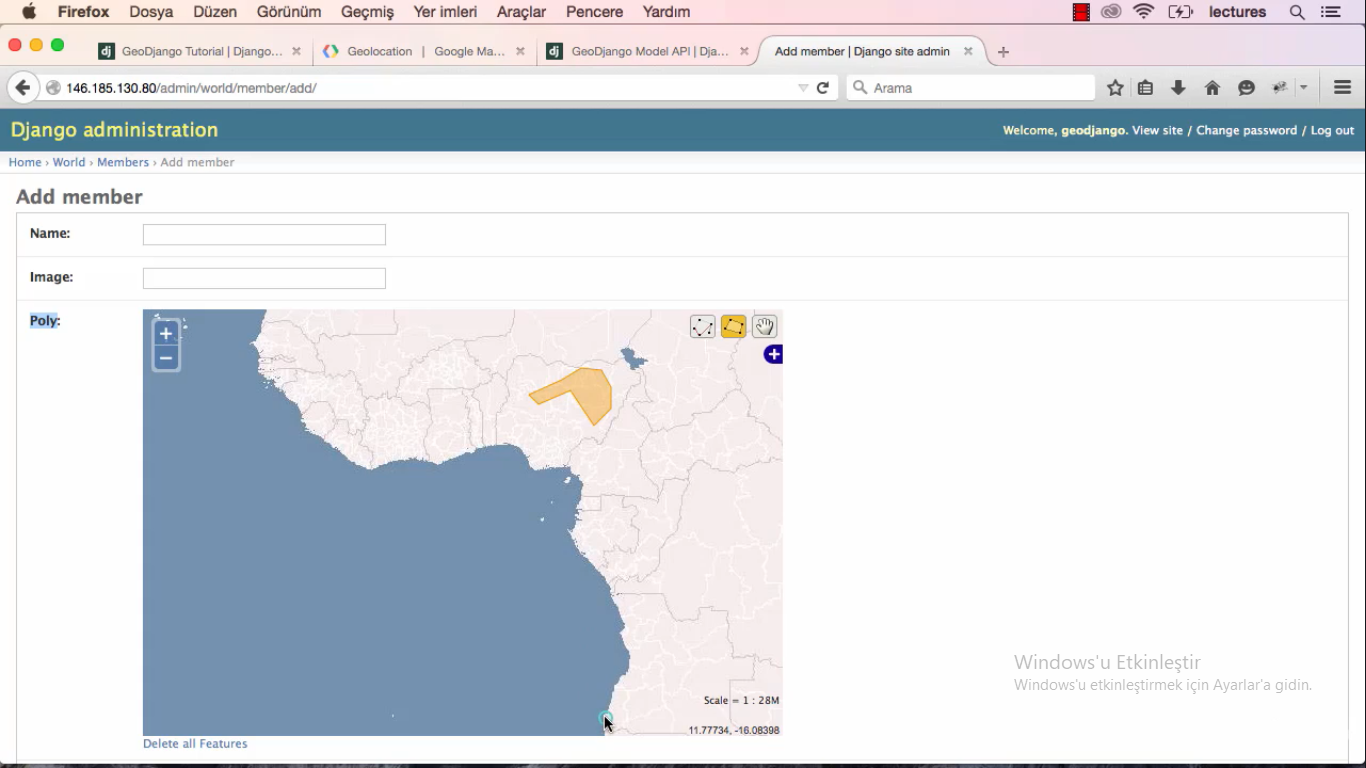 Firefox Dosya Düzen Görünüm Geçmiş Yer imleri Araçlar Pencere Yardım lectures
dj GeoDjango Tutorial | Django... Geolocation | Google Ma... dj GeoDjango Model API | Dja... Add member | Django site admin
146.185.130.80/admin/world/member/add/ Arama
Django administration Welcome, geodjango. View site / Change password / Log out
Home › World › Members › Add member
Add member
Name:
Image:
Poly:
Scale = 1 : 28M
11.77734, -16.08398
Delete all Features
Windows'u Etkinleştir
Windows'u etkinleştirmek için Ayarlar'a gidin.